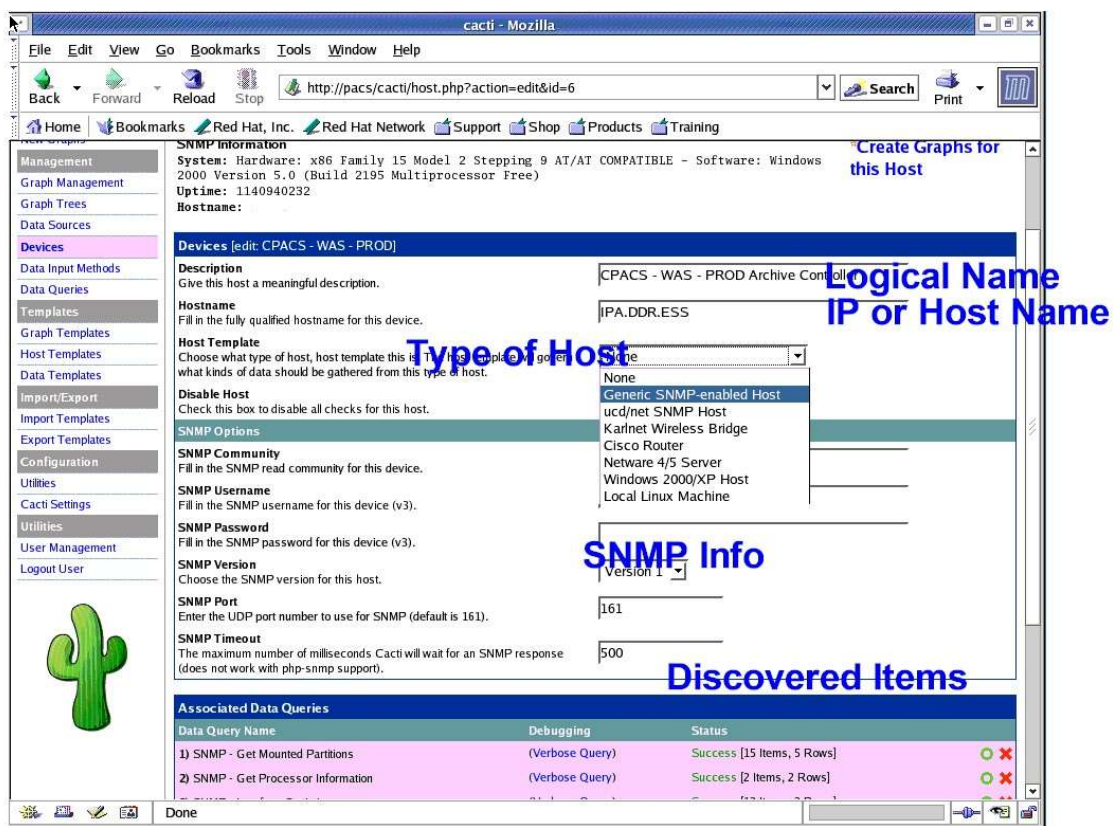 cacti - Mozilla
File Edit View Go Bookmarks Tools Window Help
Back Forward Reload Stop http://pacs/cacti/host.php?action=edit&id=6 Search Print
Home Bookmarks Red Hat, Inc. Red Hat Network Support Shop Products Training
New Graphs
Management
Graph Management
Graph Trees
Data Sources
Devices
Data Input Methods
Data Queries
Templates
Graph Templates
Host Templates
Data Templates
Import/Export
Import Templates
Export Templates
Configuration
Utilities
Cacti Settings
Utilities
User Management
Logout User
SNMP Information
System: Hardware: x86 Family 15 Model 2 Stepping 9 AT/AT COMPATIBLE - Software: Windows
2000 Version 5.0 (Build 2195 Multiprocessor Free)
Uptime: 1140940232
Hostname:
*Create Graphs for
this Host
Devices [edit: CPACS - WAS - PROD]
Description
Give this host a meaningful description.
CPACS - WAS - PROD Archive Controller
Logical Name
Hostname
Fill in the fully qualified hostname for this device.
IPA.DDR.ESS
IP or Host Name
Host Template
Choose what type of host, host template this is. The host template will govern
what kinds of data should be gathered from this type of host.
Type of Host
None
None
Generic SNMP-enabled Host
ucd/net SNMP Host
Karlnet Wireless Bridge
Cisco Router
Netware 4/5 Server
Windows 2000/XP Host
Local Linux Machine
Disable Host
Check this box to disable all checks for this host.
SNMP Options
SNMP Community
Fill in the SNMP read community for this device.
SNMP Username
Fill in the SNMP username for this device (v3).
SNMP Password
Fill in the SNMP password for this device (v3).
SNMP Info
SNMP Version
Choose the SNMP version for this host.
Version 1
SNMP Port
Enter the UDP port number to use for SNMP (default is 161).
161
SNMP Timeout
The maximum number of milliseconds Cacti will wait for an SNMP response
(does not work with php-snmp support).
500
Discovered Items
Associated Data Queries
Data Query Name Debugging Status
1) SNMP - Get Mounted Partitions (Verbose Query) Success [15 Items, 5 Rows]
2) SNMP - Get Processor Information (Verbose Query) Success [2 Items, 2 Rows]
Done